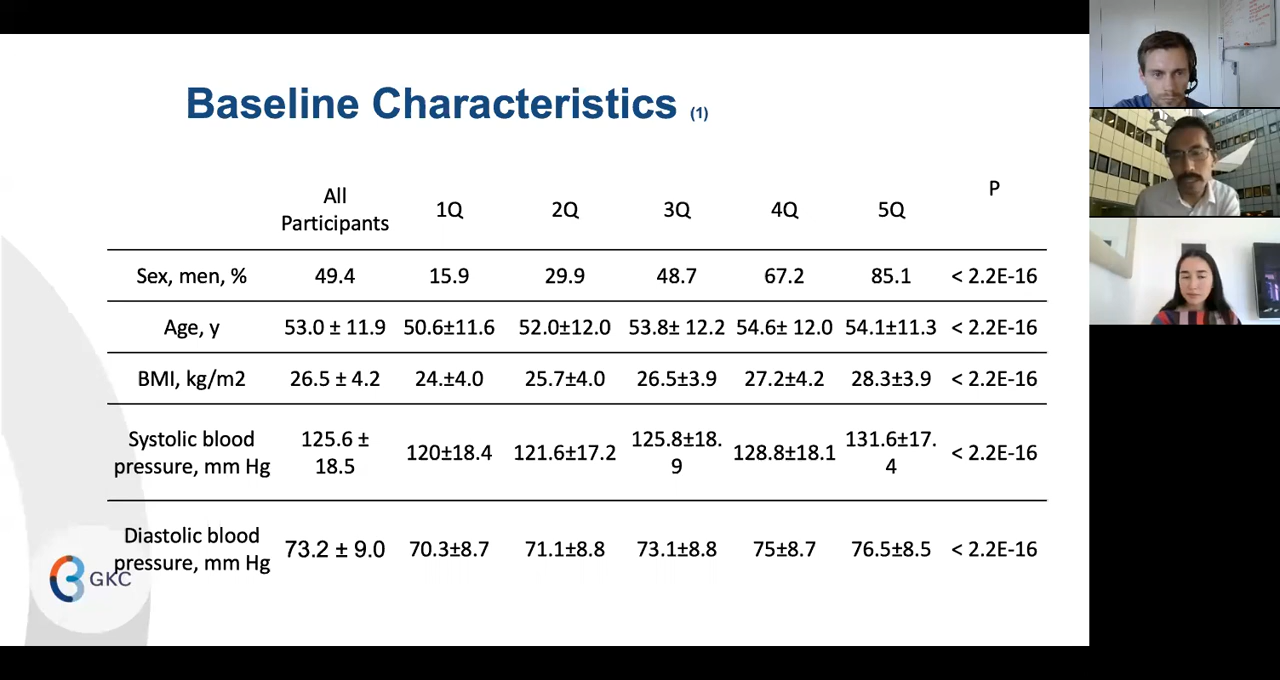 Baseline Characteristics (1)
All
Participants
1Q
2Q
3Q
4Q
5Q
P
Sex, men, %
49.4
15.9
29.9
48.7
67.2
85.1
< 2.2E-16
Age, y
53.0 ± 11.9
50.6±11.6
52.0±12.0
53.8± 12.2
54.6± 12.0
54.1±11.3
< 2.2E-16
BMI, kg/m2
26.5 ± 4.2
24.±4.0
25.7±4.0
26.5±3.9
27.2±4.2
28.3±3.9
< 2.2E-16
Systolic blood
pressure, mm Hg
125.6 ±
18.5
120±18.4
121.6±17.2
125.8±18.
9
128.8±18.1
131.6±17.
4
< 2.2E-16
Diastolic blood
pressure, mm Hg
73.2 ± 9.0
70.3±8.7
71.1±8.8
73.1±8.8
75±8.7
76.5±8.5
< 2.2E-16
GKC